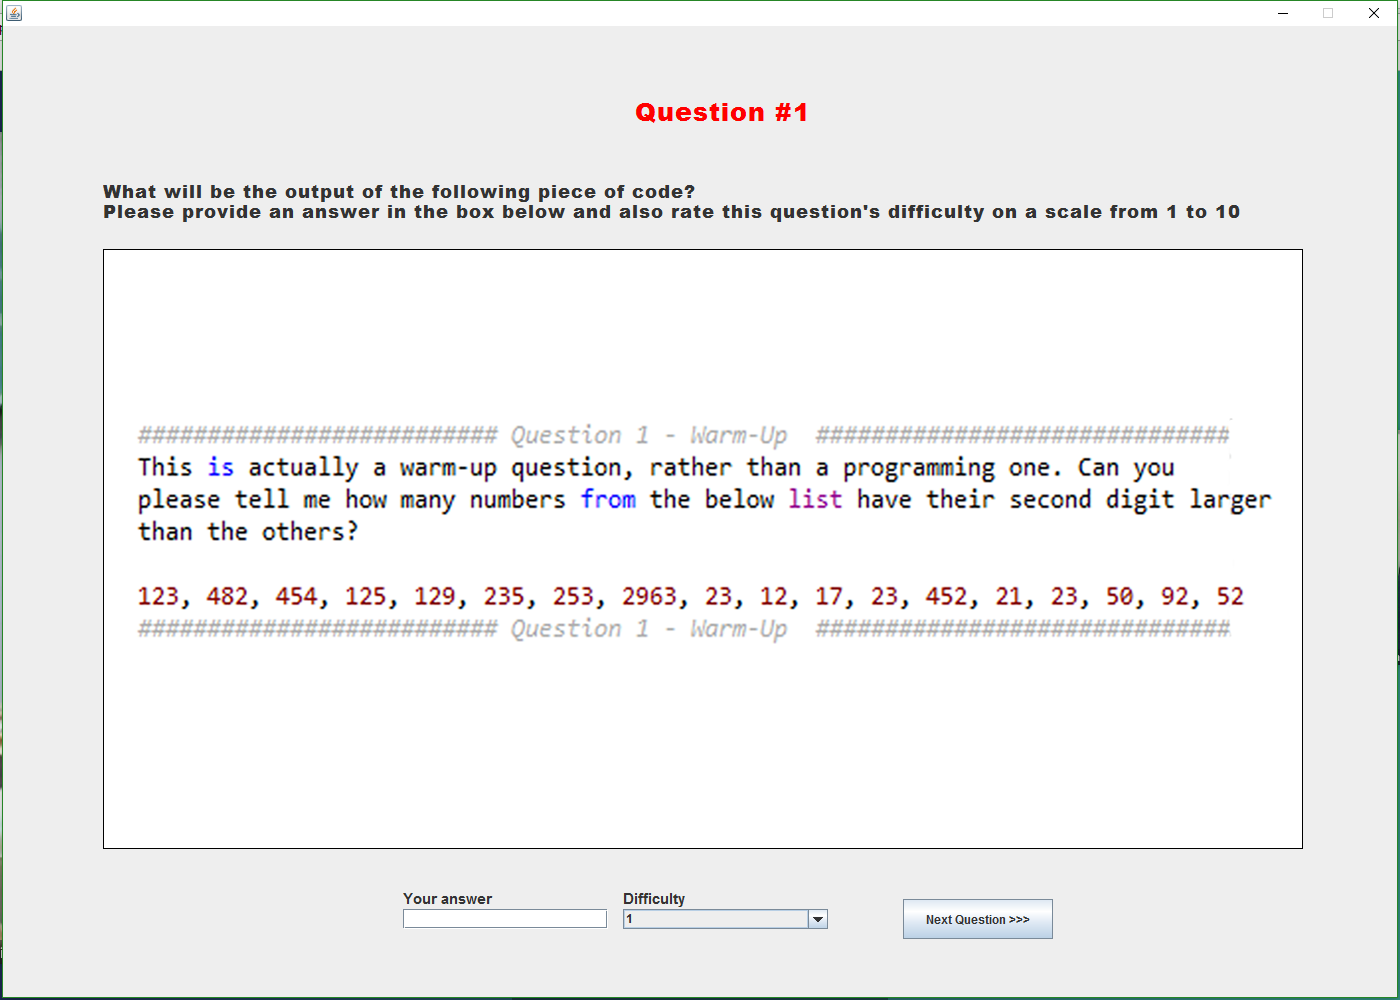 Question #1
What will be the output of the following piece of code?
Please provide an answer in the box below and also rate this question's difficulty on a scale from 1 to 10
########################## Question 1 - Warm-Up ##############################
This is actually a warm-up question, rather than a programming one. Can you
please tell me how many numbers from the below list have their second digit larger
than the others?
123, 482, 454, 125, 129, 235, 253, 2963, 23, 12, 17, 23, 452, 21, 23, 50, 92, 52
########################## Question 1 - Warm-Up ##############################
Your answer
Difficulty
1
Next Question >>>